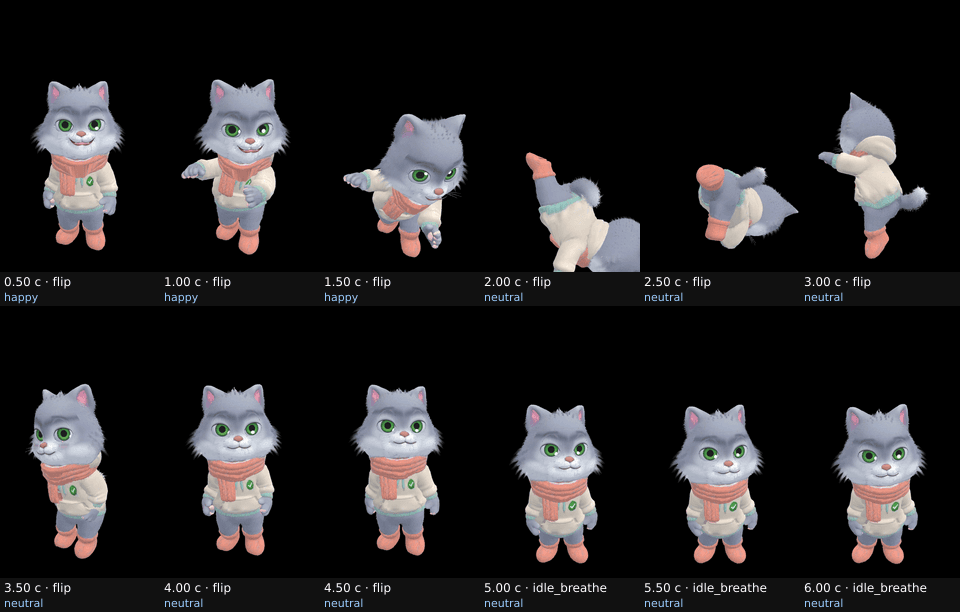 0.50 с · flip
happy
1.00 с · flip
happy
1.50 с · flip
happy
2.00 с · flip
neutral
2.50 с · flip
neutral
3.00 с · flip
neutral
3.50 с · flip
neutral
4.00 с · flip
neutral
4.50 с · flip
neutral
5.00 с · idle_breathe
neutral
5.50 с · idle_breathe
neutral
6.00 с · idle_breathe
neutral